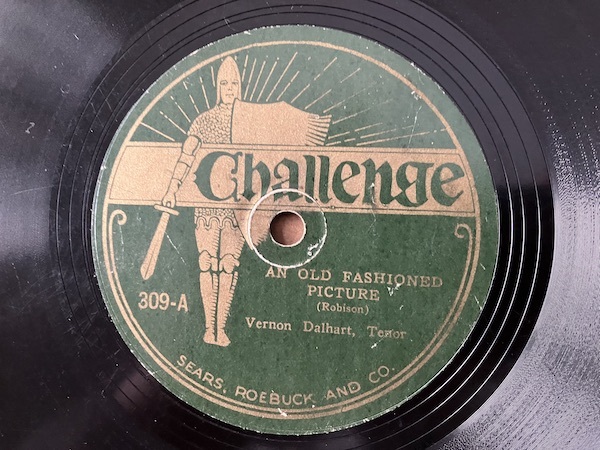 Challenge
AN OLD FASHIONED
PICTURE
(Robison)
309-A
Vernon Dalhart, Tenor
SEARS, ROEBUCK AND CO.